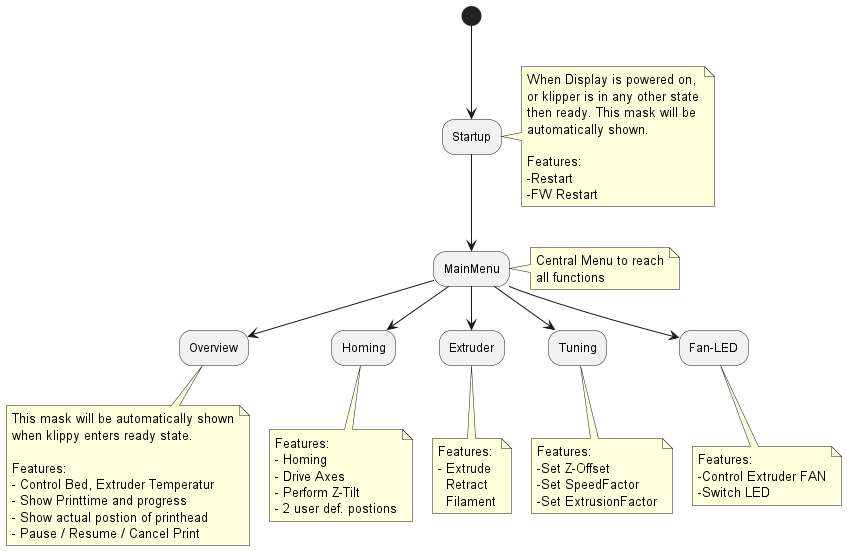 When Display is powered on,
or klipper is in any other state
then ready. This mask will be
automatically shown.
Startup
Features:
-Restart
-FW Restart
Central Menu to reach
all functions
MainMenu
Overview
Homing
Extruder
Tuning
Fan-LED
This mask will be automatically shown
when klippy enters ready state.
Features:
- Control Bed, Extruder Temperatur
- Show Printtime and progress
- Show actual postion of printhead
- Pause / Resume / Cancel Print
Features:
- Homing
- Drive Axes
- Perform Z-Tilt
- 2 user def. postions
Features:
- Extrude
Retract
Filament
Features:
-Set Z-Offset
-Set SpeedFactor
-Set ExtrusionFactor
Features:
-Control Extruder FAN
-Switch LED